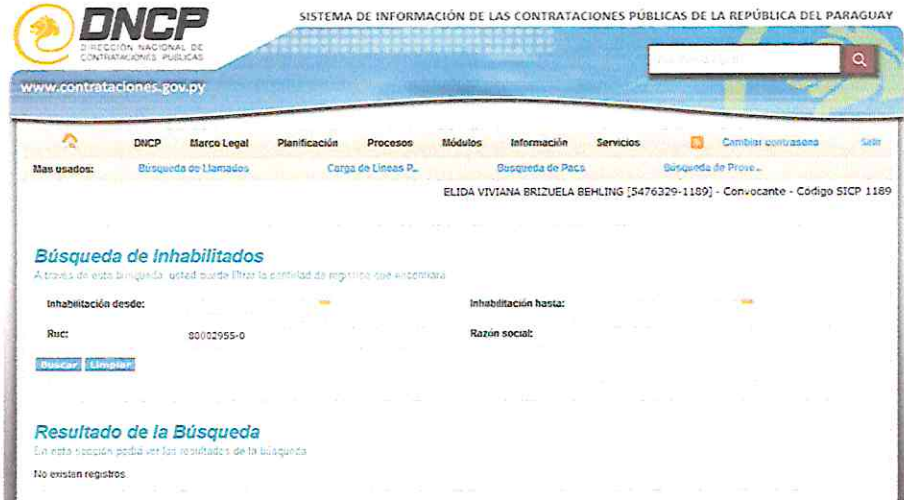 DNCP
DIRECCIÓN NACIONAL DE
CONTRATACIONES PÚBLICAS
SISTEMA DE INFORMACIÓN DE LAS CONTRATACIONES PÚBLICAS DE LA REPÚBLICA DEL PARAGUAY
www.contrataciones.gov.py
DNCP Marco Legal Planificación Procesos Módulos Información Servicios Cambiar contrasena Salir
Mas usados: Búsqueda de Llamados Carga de Lineas P... Busqueda de Pacs Búsqueda de Prove...
ELIDA VIVIANA BRIZUELA BEHLING [5476329-1189] - Convocante - Código SICP 1189
Búsqueda de Inhabilitados
A través de esta búsqueda, usted puede filtrar la cantidad de registros que encontrará
Inhabilitación desde: Inhabilitación hasta:
Ruc: 80002955-0 Razón social:
Buscar Limpiar
Resultado de la Búsqueda
En esta sección podrá ver los resultados de la búsqueda
No existen registros